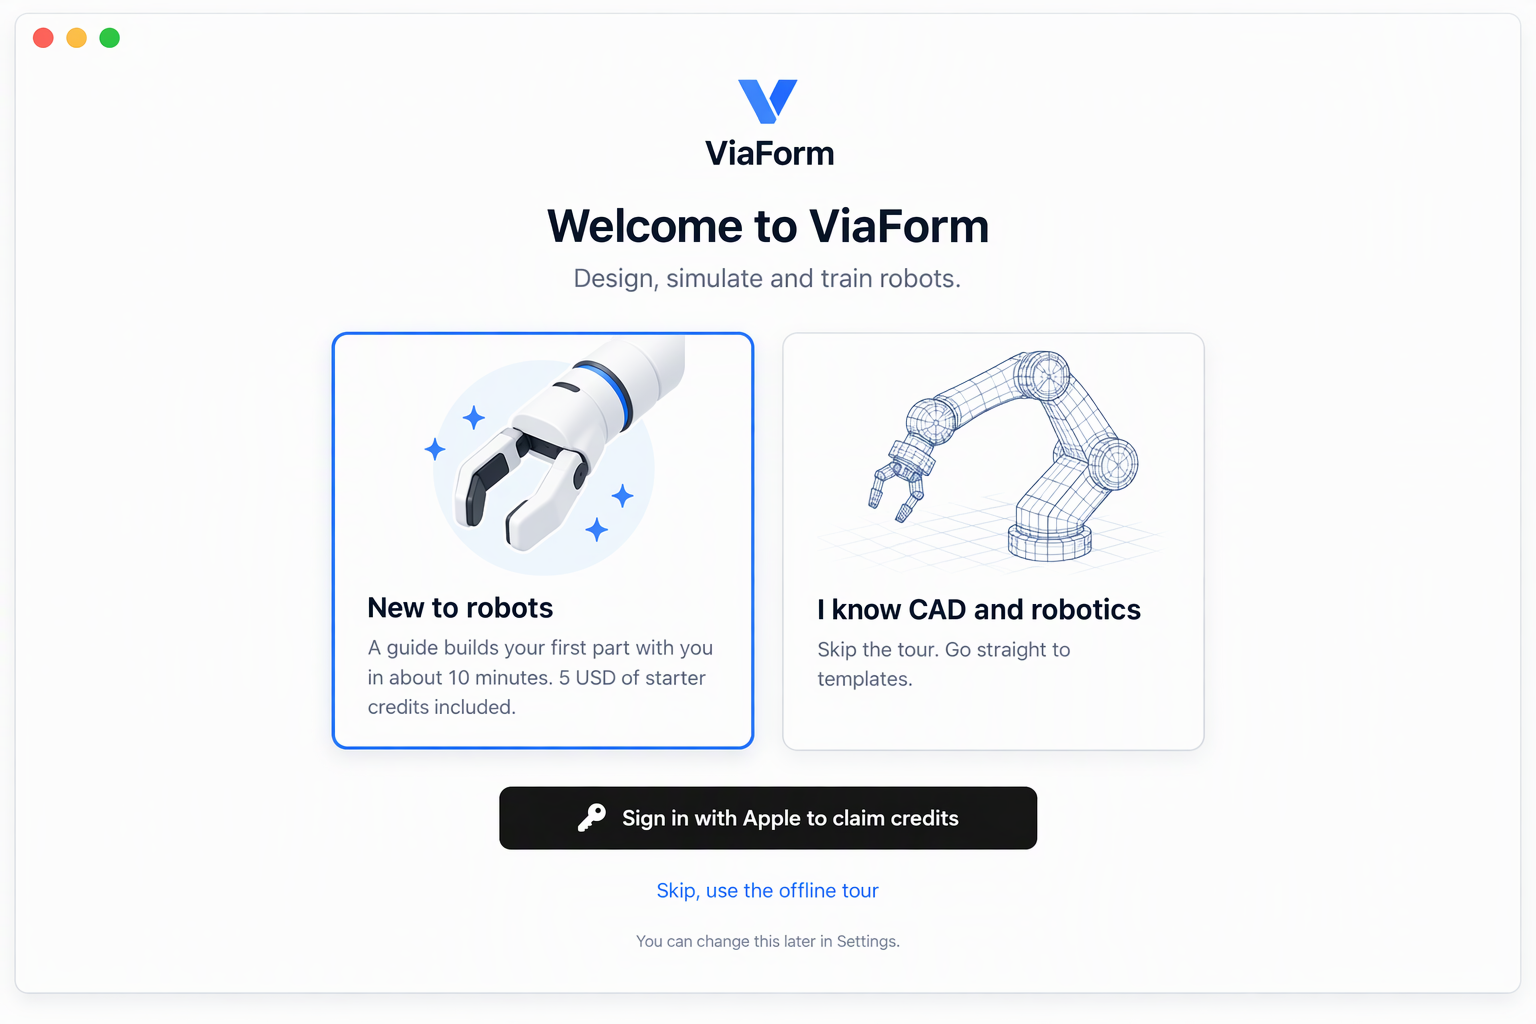 ViaForm
Welcome to ViaForm
Design, simulate and train robots.
New to robots
A guide builds your first part with you
in about 10 minutes. 5 USD of starter
credits included.
I know CAD and robotics
Skip the tour. Go straight to
templates.
Sign in with Apple to claim credits
Skip, use the offline tour
You can change this later in Settings.